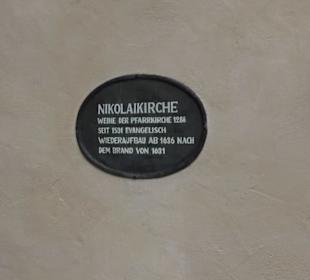 NIKOLAIKIRCHE
WEIHE DER PFARRKIRCHE 1288
SEIT 1531 EVANGELISCH
WIEDERAUFBAU AB 1636 NACH
DEM BRAND VON 1631